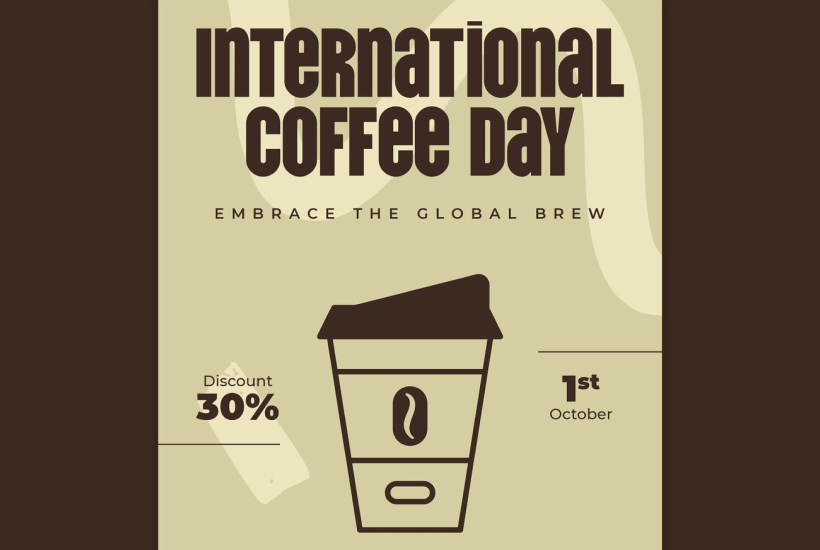 INTeRNaTIONaL
COFFee DaY
EMBRACE THE GLOBAL BREW
Discount
30%
1st
October